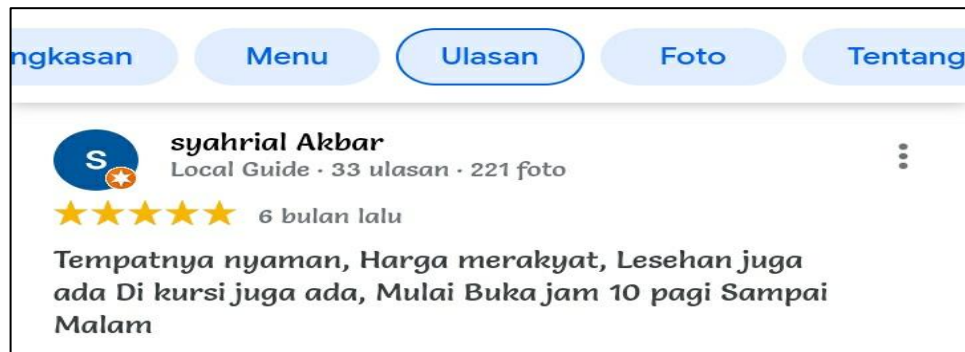 ngkasan Menu Ulasan Foto Tentang
S
syahrial Akbar
Local Guide · 33 ulasan · 221 foto
6 bulan lalu
Tempatnya nyaman, Harga merakyat, Lesehan juga
ada Di kursi juga ada, Mulai Buka jam 10 pagi Sampai
Malam